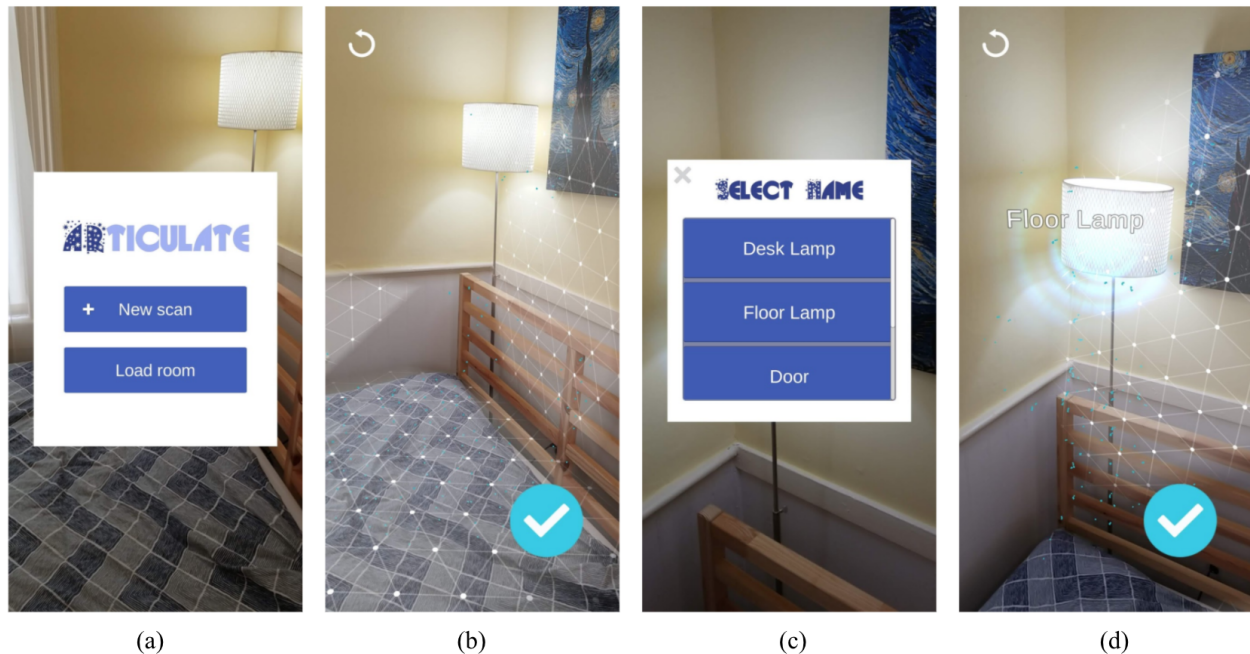 ARTICULATE
+ New scan
Load room
SELECT NAME
Desk Lamp
Floor Lamp
Door
Floor Lamp
(a)
(b)
(c)
(d)